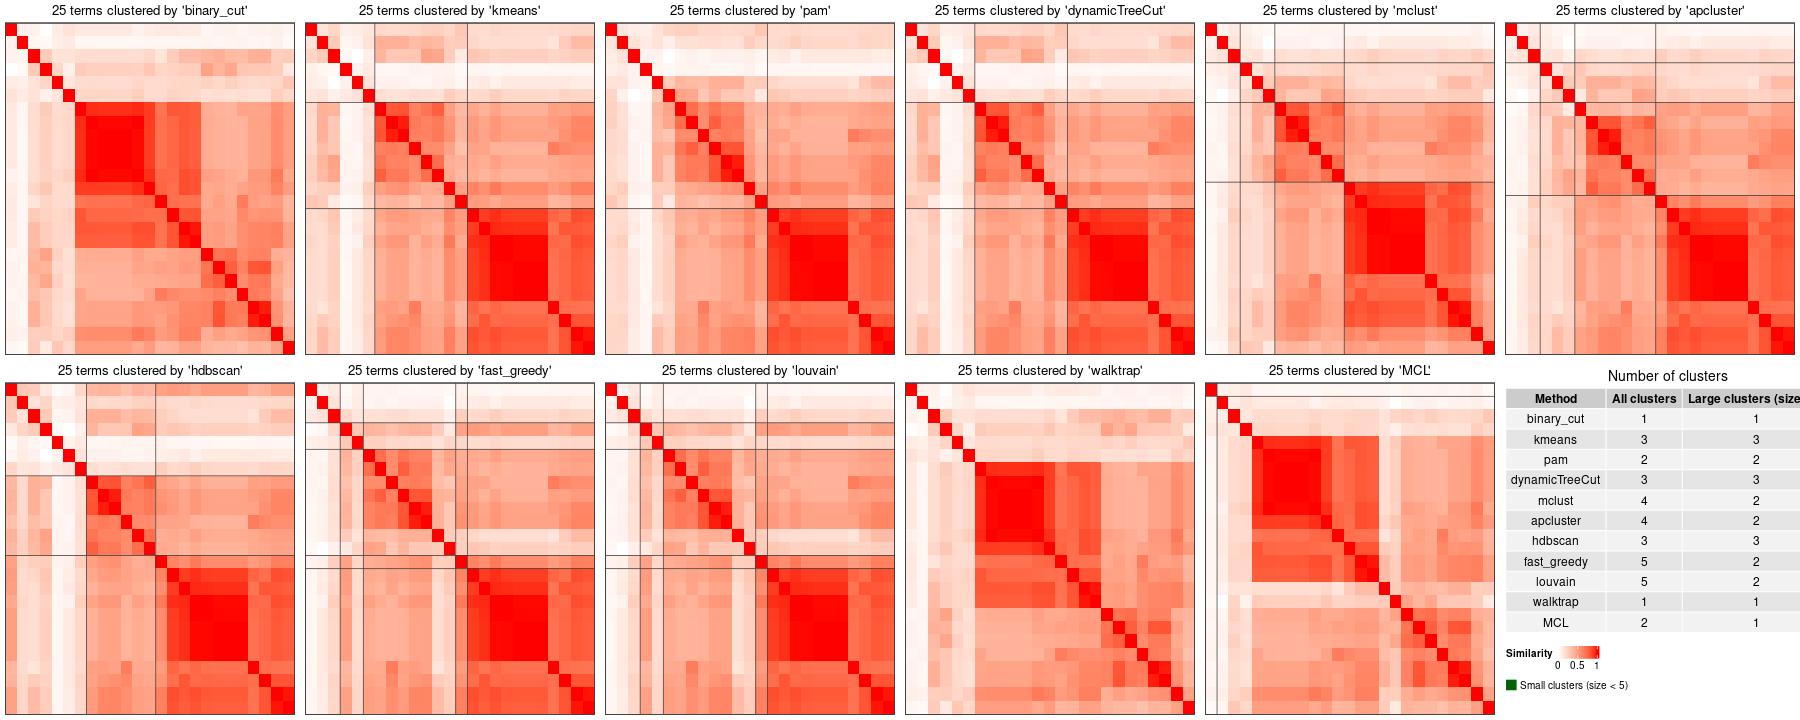 25 terms clustered by 'binary_cut'
25 terms clustered by 'kmeans'
25 terms clustered by 'pam'
25 terms clustered by 'dynamicTreeCut'
25 terms clustered by 'mclust'
25 terms clustered by 'apcluster'
25 terms clustered by 'hdbscan'
25 terms clustered by 'fast_greedy'
25 terms clustered by 'louvain'
25 terms clustered by 'walktrap'
25 terms clustered by 'MCL'
Number of clusters
Method All clusters Large clusters (size
binary_cut 1 1
kmeans 3 3
pam 2 2
dynamicTreeCut 3 3
mclust 4 2
apcluster 4 2
hdbscan 3 3
fast_greedy 5 2
louvain 5 2
walktrap 1 1
MCL 2 1
Similarity
0 0.5 1
Small clusters (size < 5)